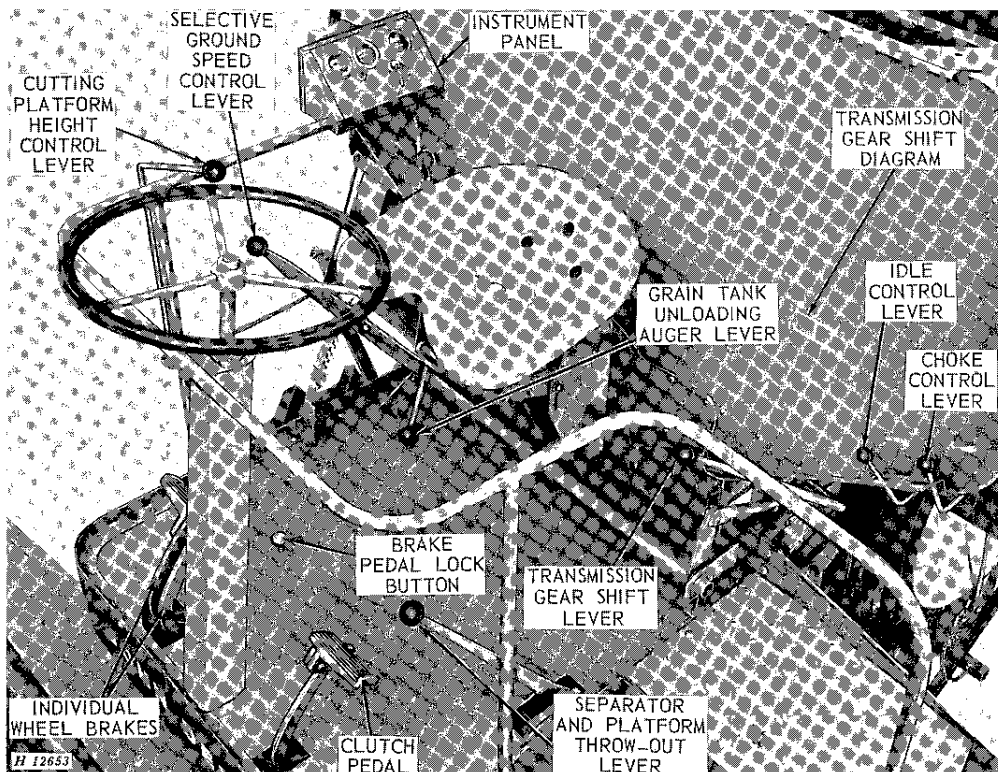 SELECTIVE
GROUND
SPEED
CONTROL
LEVER
INSTRUMENT
PANEL
CUTTING
PLATFORM
HEIGHT
CONTROL
LEVER
TRANSMISSION
GEAR SHIFT
DIAGRAM
IDLE
CONTROL
LEVER
GRAIN TANK
UNLOADING
AUGER LEVER
CHOKE
CONTROL
LEVER
BRAKE
PEDAL LOCK
BUTTON
TRANSMISSION
GEAR SHIFT
LEVER
INDIVIDUAL
WHEEL BRAKES
CLUTCH
PEDAL
SEPARATOR
AND PLATFORM
THROW-OUT
LEVER
H 12653